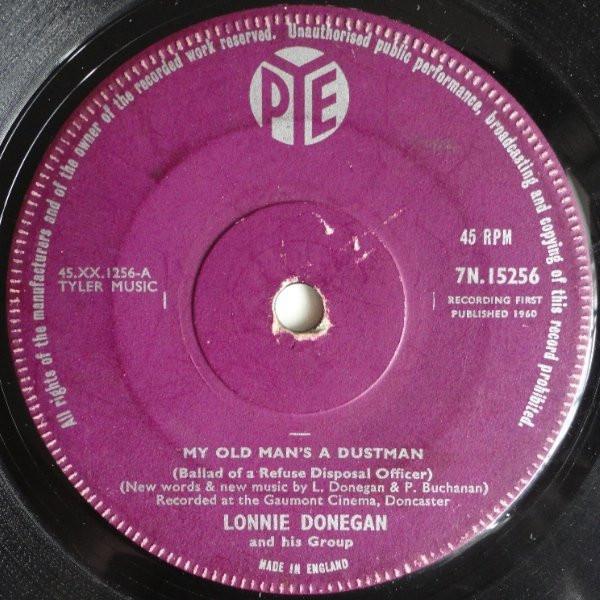 PYE
All rights of the manufacturers and of the owner of the recorded work reserved. Unauthorised public performance, broadcasting and copying of this record prohibited.
45 RPM
45.XX.1256-A
TYLER MUSIC
7N.15256
RECORDING FIRST
PUBLISHED 1960
MY OLD MAN'S A DUSTMAN
(Ballad of a Refuse Disposal Officer)
(New words & new music by L. Donegan & P. Buchanan)
Recorded at the Gaumont Cinema, Doncaster
LONNIE DONEGAN
and his Group
MADE IN ENGLAND